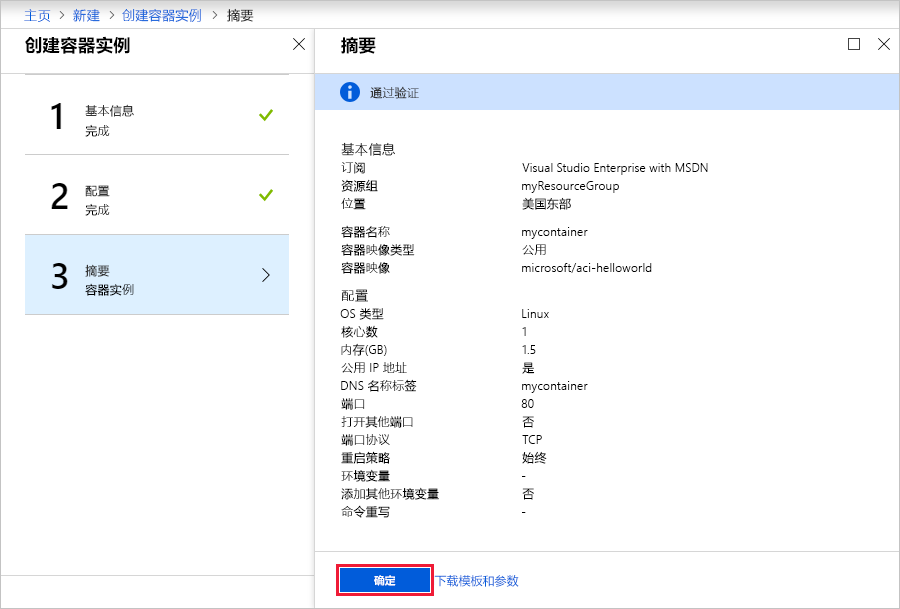 主页 > 新建 > 创建容器实例 > 摘要
创建容器实例
1
基本信息
完成
2
配置
完成
3
摘要
容器实例
摘要
通过验证
基本信息
订阅 Visual Studio Enterprise with MSDN
资源组 myResourceGroup
位置 美国东部
容器名称 mycontainer
容器映像类型 公用
容器映像 microsoft/aci-helloworld
配置
OS 类型 Linux
核心数 1
内存(GB) 1.5
公用 IP 地址 是
DNS 名称标签 mycontainer
端口 80
打开其他端口 否
端口协议 TCP
重启策略 始终
环境变量 -
添加其他环境变量 否
命令重写 -
确定 下载模板和参数